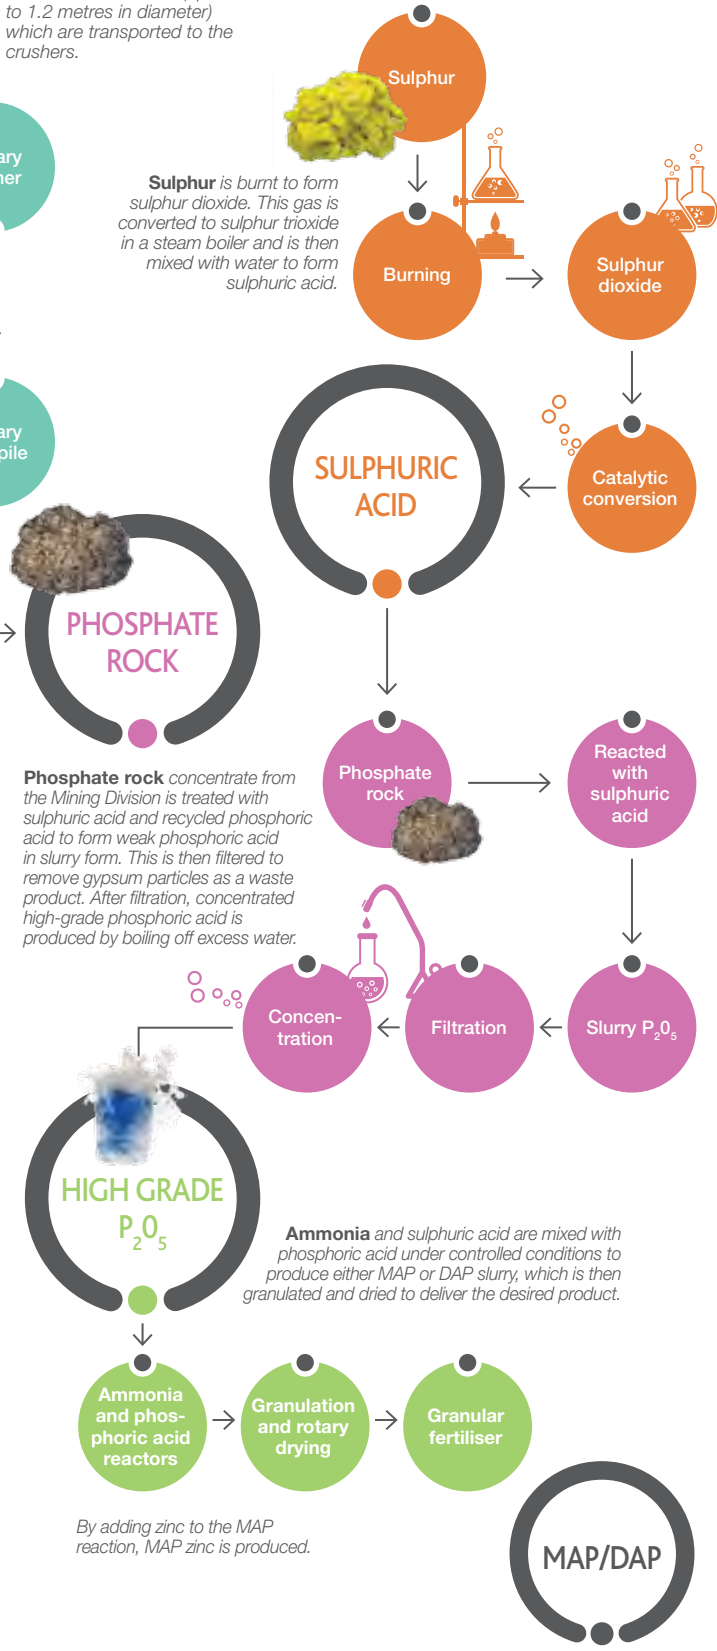 to 1.2 metres in diameter)
which are transported to the
crushers.
Sulphur
Sulphur is burnt to form
sulphur dioxide. This gas is
converted to sulphur trioxide
in a steam boiler and is then
mixed with water to form
sulphuric acid.
Burning
Sulphur
dioxide
Catalytic
conversion
SULPHURIC
ACID
pile
PHOSPHATE
ROCK
Phosphate rock concentrate from
the Mining Division is treated with
sulphuric acid and recycled phosphoric
acid to form weak phosphoric acid
in slurry form. This is then filtered to
remove gypsum particles as a waste
product. After filtration, concentrated
high-grade phosphoric acid is
produced by boiling off excess water.
Phosphate
rock
Reacted
with
sulphuric
acid
Slurry P₂0₅
Filtration
Concen-
tration
HIGH GRADE
P₂0₅
Ammonia and sulphuric acid are mixed with
phosphoric acid under controlled conditions to
produce either MAP or DAP slurry, which is then
granulated and dried to deliver the desired product.
Ammonia
and phos-
phoric acid
reactors
Granulation
and rotary
drying
Granular
fertiliser
By adding zinc to the MAP
reaction, MAP zinc is produced.
MAP/DAP